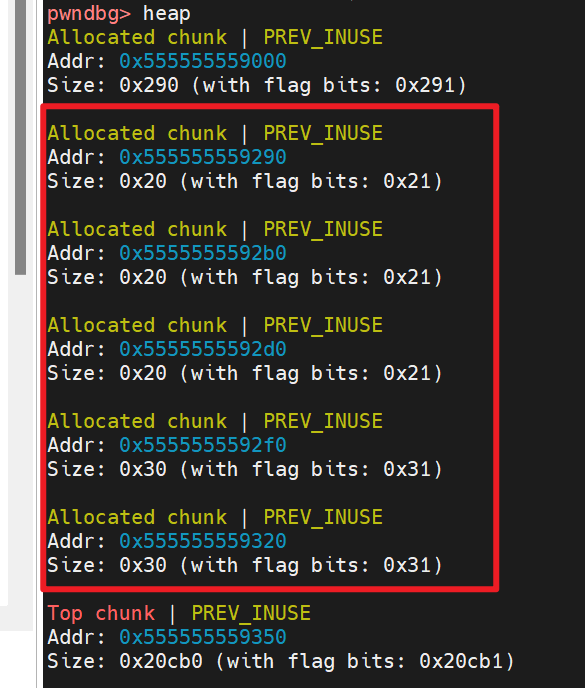 pwndbg> heap
Allocated chunk | PREV_INUSE
Addr: 0x555555559000
Size: 0x290 (with flag bits: 0x291)
Allocated chunk | PREV_INUSE
Addr: 0x555555559290
Size: 0x20 (with flag bits: 0x21)
Allocated chunk | PREV_INUSE
Addr: 0x5555555592b0
Size: 0x20 (with flag bits: 0x21)
Allocated chunk | PREV_INUSE
Addr: 0x5555555592d0
Size: 0x20 (with flag bits: 0x21)
Allocated chunk | PREV_INUSE
Addr: 0x5555555592f0
Size: 0x30 (with flag bits: 0x31)
Allocated chunk | PREV_INUSE
Addr: 0x555555559320
Size: 0x30 (with flag bits: 0x31)
Top chunk | PREV_INUSE
Addr: 0x555555559350
Size: 0x20cb0 (with flag bits: 0x20cb1)